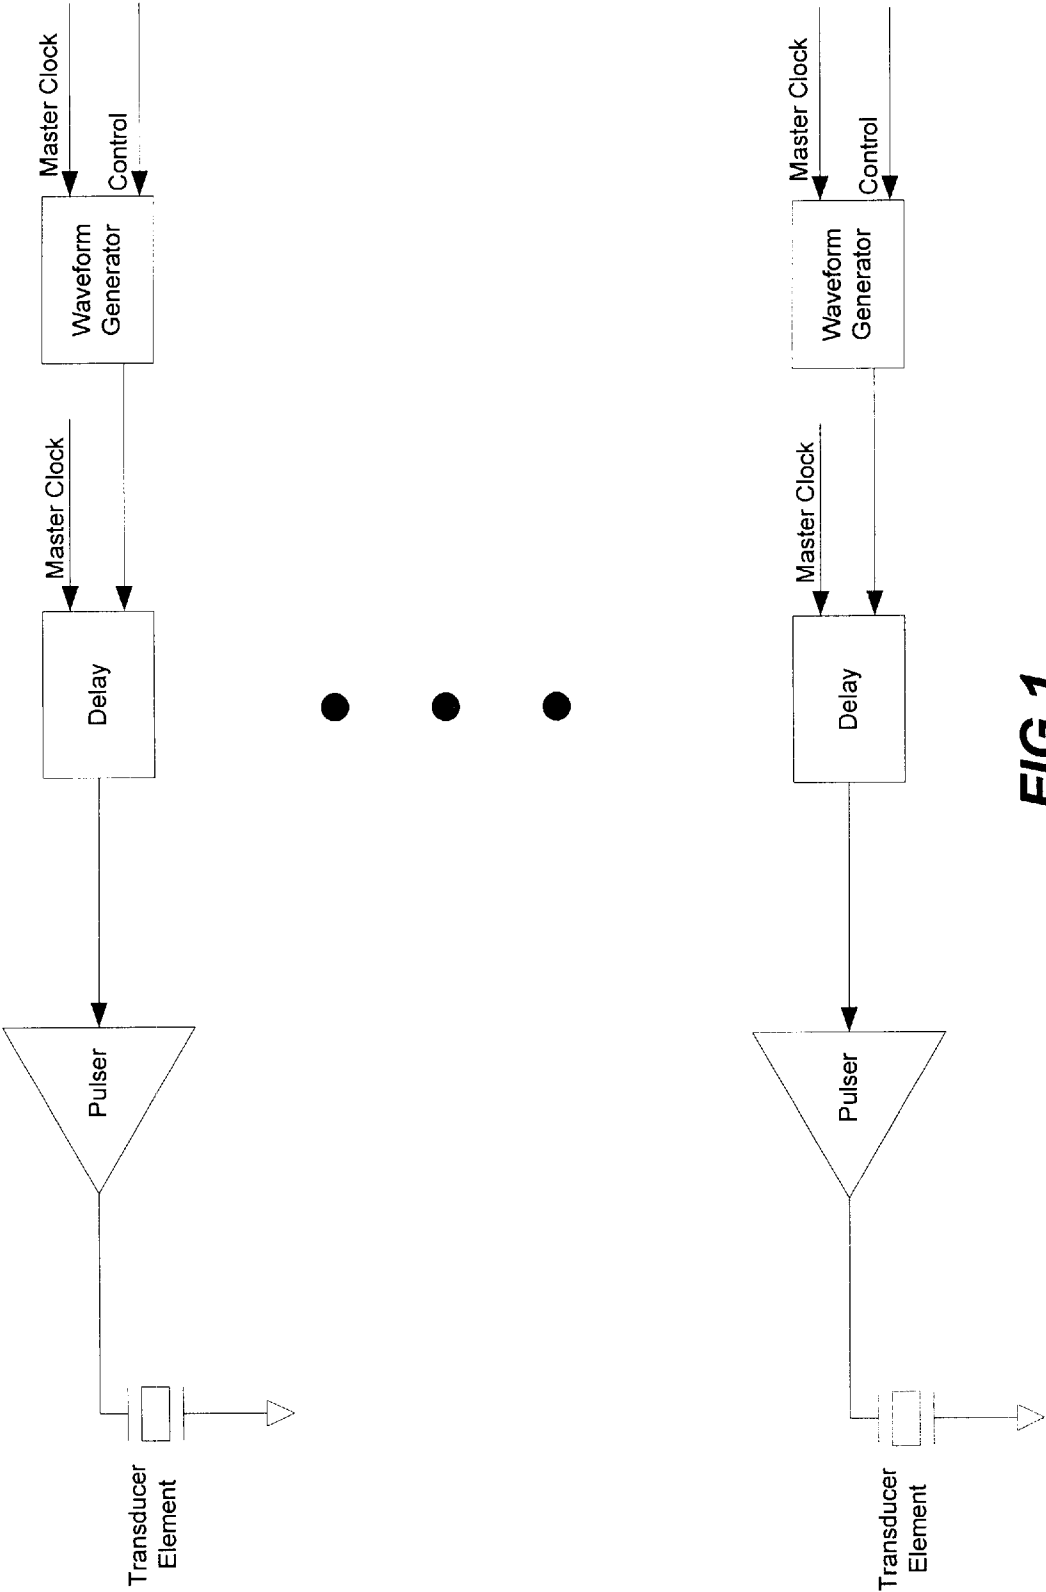 Master Clock
Master Clock
Transducer
Element
Pulser
Delay
Waveform
Generator
Control
Master Clock
Master Clock
Transducer
Element
Pulser
Delay
Waveform
Generator
Control
FIG 1